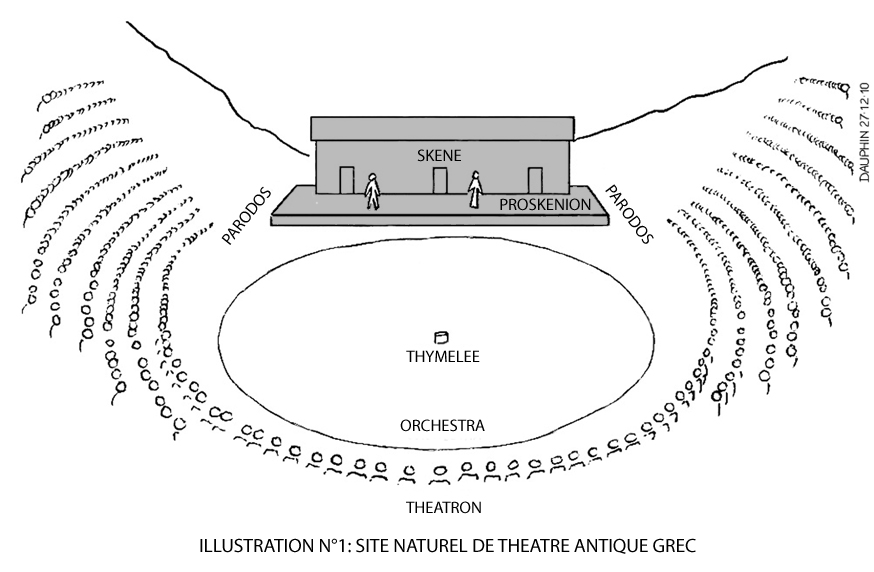 SKENE
PROSKENION
PARODOS
PARODOS
THYMELEE
ORCHESTRA
THEATRON
ILLUSTRATION N°1: SITE NATUREL DE THEATRE ANTIQUE GREC
DAUPHIN 27-12-10